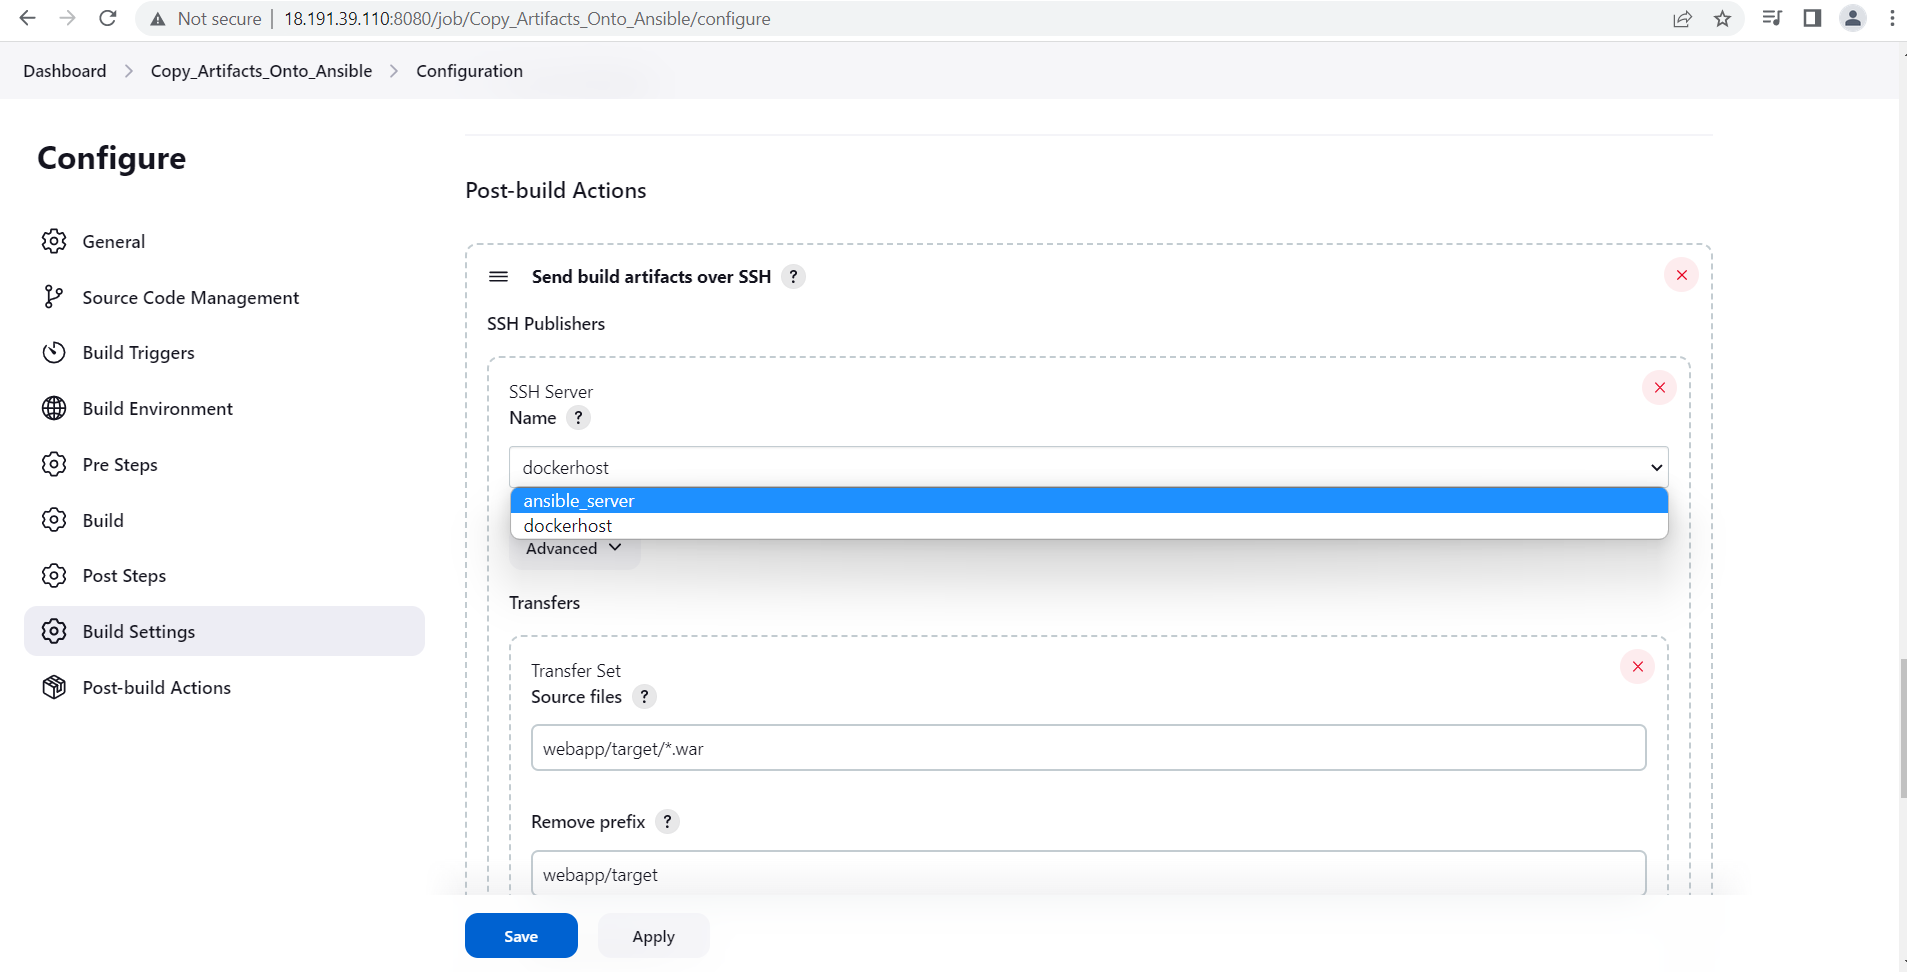 Not secure | 18.191.39.110:8080/job/Copy_Artifacts_Onto_Ansible/configure
Dashboard > Copy_Artifacts_Onto_Ansible > Configuration
Configure
General
Source Code Management
Build Triggers
Build Environment
Pre Steps
Build
Post Steps
Build Settings
Post-build Actions
Post-build Actions
Send build artifacts over SSH ?
SSH Publishers
SSH Server
Name ?
dockerhost
ansible_server
dockerhost
Advanced
Transfers
Transfer Set
Source files ?
webapp/target/*.war
Remove prefix ?
webapp/target
Save Apply